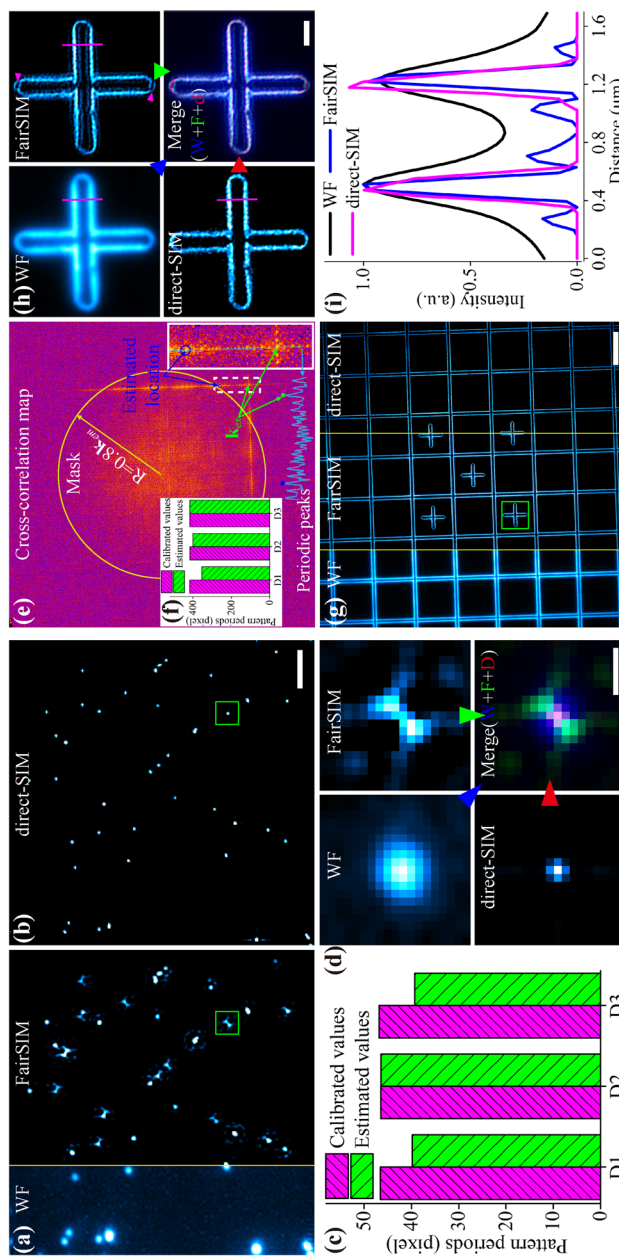 (a)
WF
FairSIM
(b)
direct-SIM
(c)
Pattern periods (pixel)
50
40
30
20
10
0
Calibrated values
Estimated values
D1
D2
D3
(d)
WF
FairSIM
direct-SIM
Merge(W+F+D)
(e)
Cross-correlation map
Mask
R=0.8k_cm
Estimated
location
k
Periodic peaks
(f)
Pattern periods (pixel)
400
200
0
Calibrated values
Estimated values
D1
D2
D3
(g)
WF
FairSIM
direct-SIM
(h)
WF
FairSIM
direct-SIM
Merge
(W+F+d)
(i)
WF
FairSIM
direct-SIM
Intensity (a.u.)
1.0
0.5
0.0
0.0
0.4
0.8
1.2
1.6
Distance (μm)